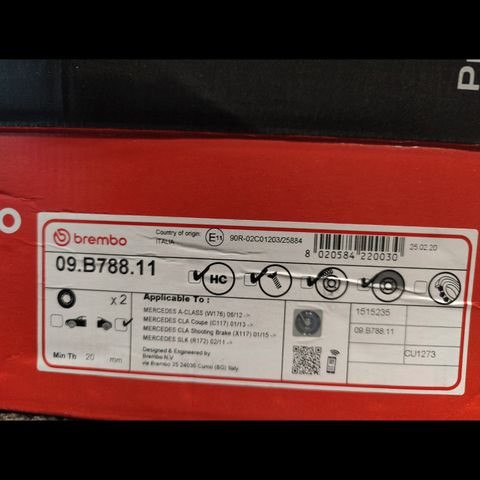 PI
O
brembo
Country of origin:
ITALIA
E11
90R-02C01203/25884
8 020584 220030
25.02.20
09.B788.11
HC
x 2
Min Th 20 mm
Applicable To :
MERCEDES A-CLASS (W176) 06/12 ->
MERCEDES CLA Coupe (C117) 01/13 ->
MERCEDES CLA Shouting Brake (X117) 01/15 ->
MERCEDES SLK (R172) 02/11 ->
Designed & Engineered by
Brembo N.V.
via Brembo 25 24035 Curno (BG) Italy
1515235
09.B788.11
CU1273